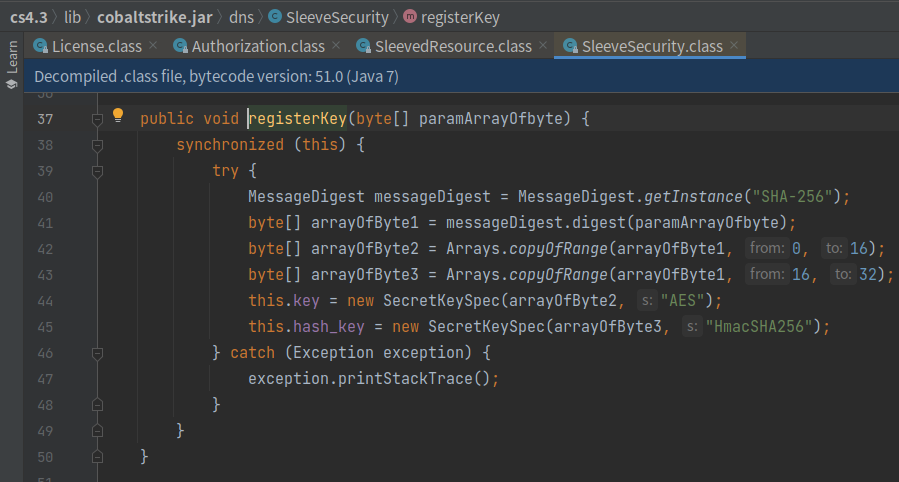 cs4.3 › lib › cobaltstrike.jar › dns › SleeveSecurity › registerKey
Learn
License.class × Authorization.class × SleevedResource.class × SleeveSecurity.class ×
Decompiled .class file, bytecode version: 51.0 (Java 7)
36
37 public void registerKey(byte[] paramArrayOfbyte) {
38 synchronized (this) {
39 try {
40 MessageDigest messageDigest = MessageDigest.getInstance("SHA-256");
41 byte[] arrayOfByte1 = messageDigest.digest(paramArrayOfbyte);
42 byte[] arrayOfByte2 = Arrays.copyOfRange(arrayOfByte1, from: 0, to: 16);
43 byte[] arrayOfByte3 = Arrays.copyOfRange(arrayOfByte1, from: 16, to: 32);
44 this.key = new SecretKeySpec(arrayOfByte2, s: "AES");
45 this.hash_key = new SecretKeySpec(arrayOfByte3, s: "HmacSHA256");
46 } catch (Exception exception) {
47 exception.printStackTrace();
48 }
49 }
50 }
51